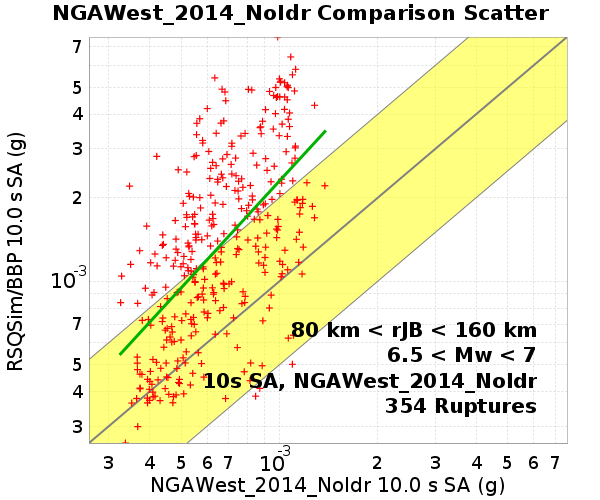 NGAWest_2014_NoIdr Comparison Scatter
RSQSim/BBP 10.0 s SA (g)
7
5
4
3
2
10-3
7
5
4
3
80 km < rJB < 160 km
6.5 < Mw < 7
10s SA, NGAWest_2014_NoIdr
354 Ruptures
3 4 5 6 7 10-3 2 3 4 5 6 7
NGAWest_2014_NoIdr 10.0 s SA (g)